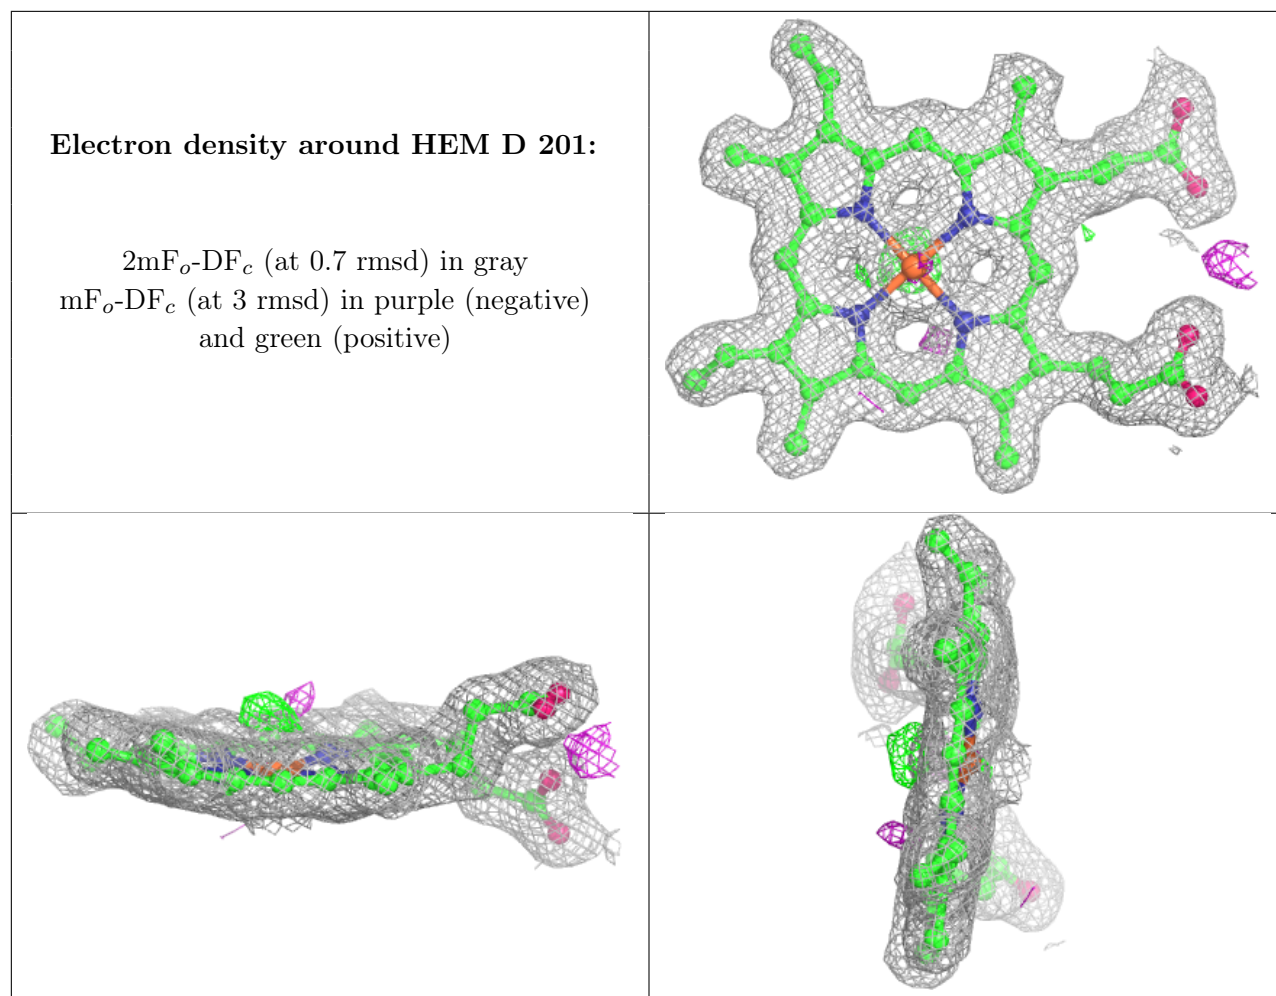 Electron density around HEM D 201:
2mFo-DFc (at 0.7 rmsd) in gray
mFo-DFc (at 3 rmsd) in purple (negative)
and green (positive)